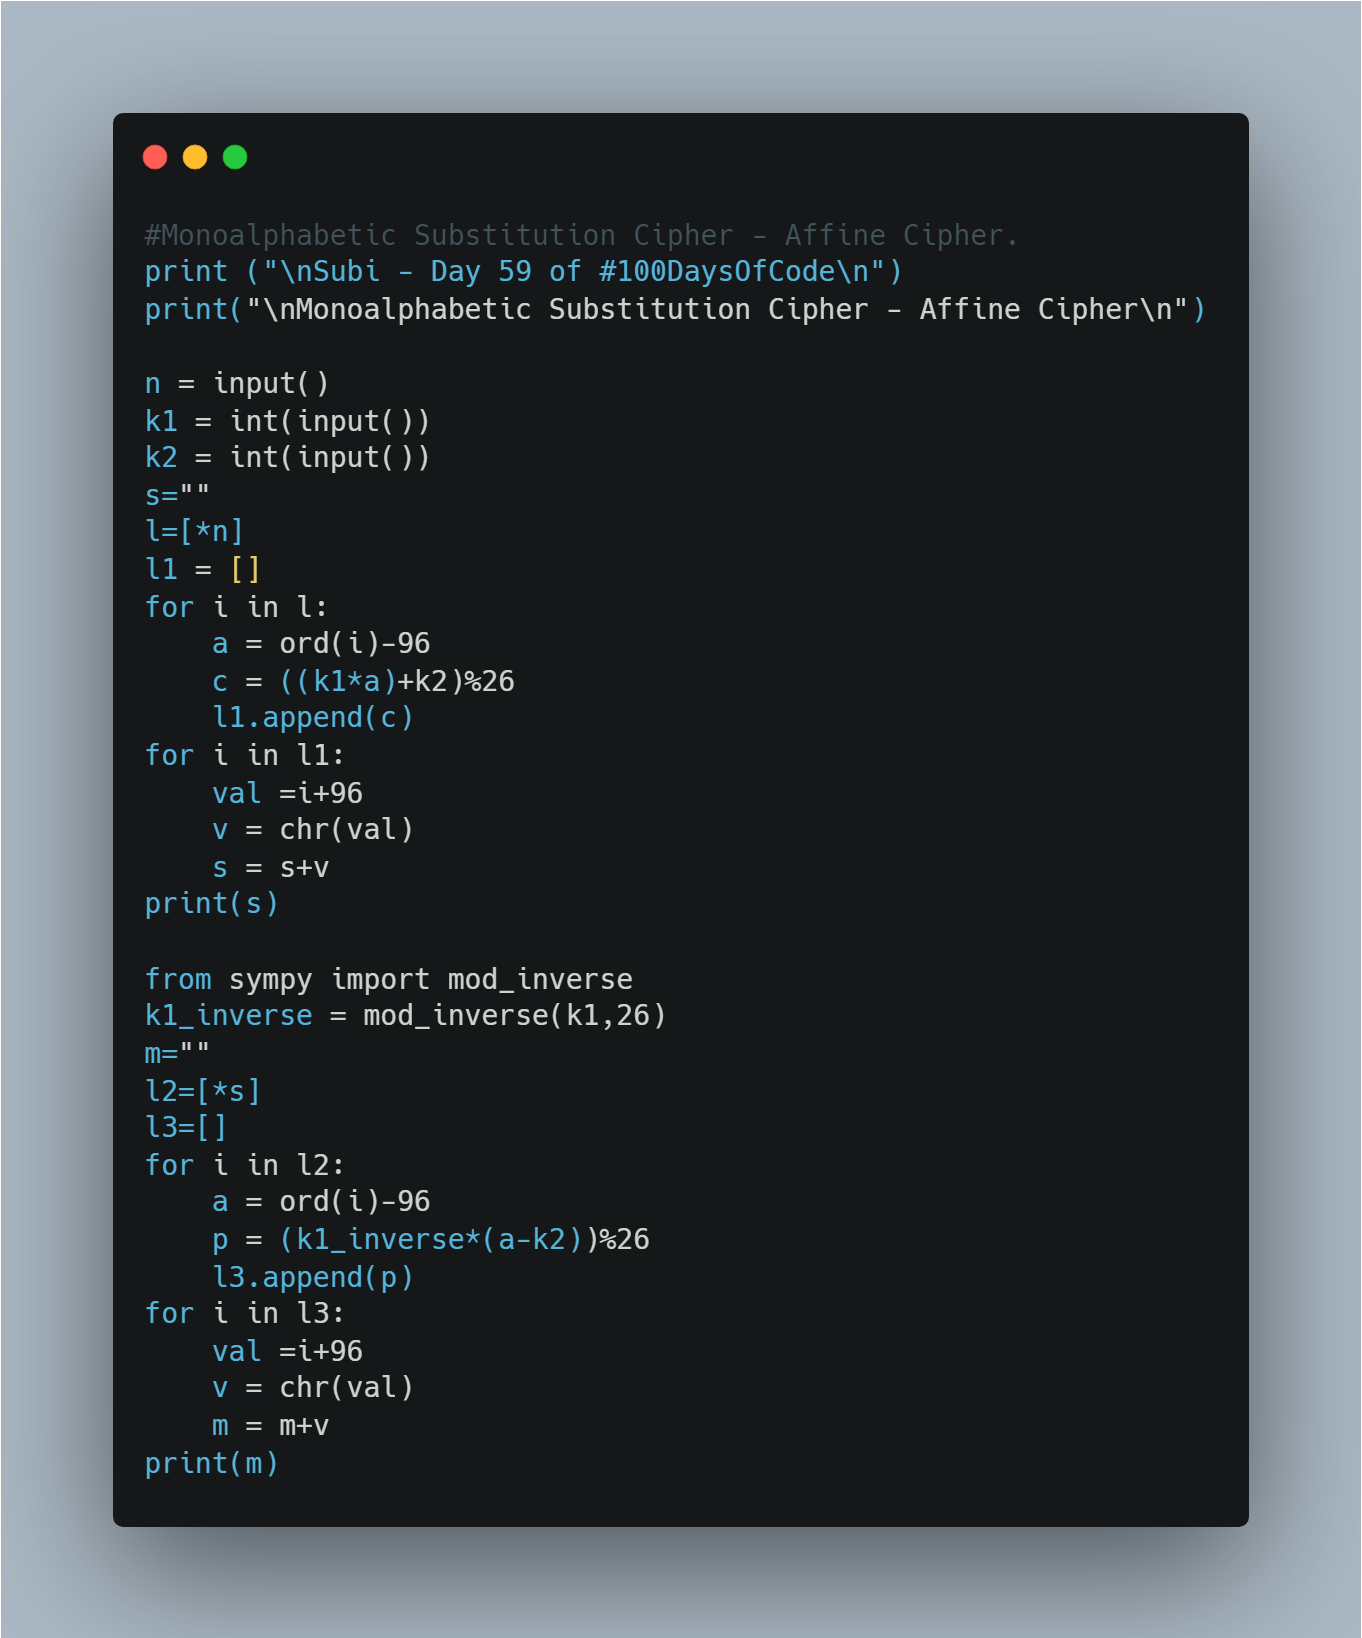 #Monoalphabetic Substitution Cipher - Affine Cipher.
print ("\nSubi - Day 59 of #100DaysOfCode\n")
print("\nMonoalphabetic Substitution Cipher - Affine Cipher\n")

n = input()
k1 = int(input())
k2 = int(input())
s=""
l=[*n]
l1 = []
for i in l:
    a = ord(i)-96
    c = ((k1*a)+k2)%26
    l1.append(c)
for i in l1:
    val =i+96
    v = chr(val)
    s = s+v
print(s)

from sympy import mod_inverse
k1_inverse = mod_inverse(k1,26)
m=""
l2=[*s]
l3=[]
for i in l2:
    a = ord(i)-96
    p = (k1_inverse*(a-k2))%26
    l3.append(p)
for i in l3:
    val =i+96
    v = chr(val)
    m = m+v
print(m)